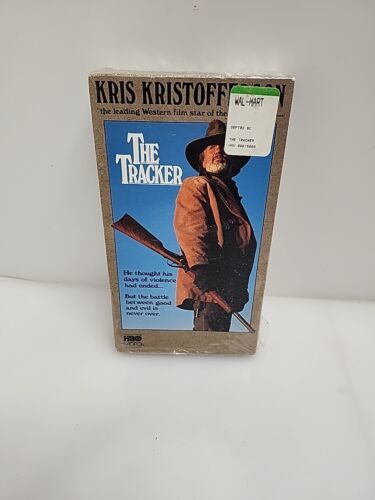 KRIS KRISTOFFERSON
the leading Western film star of the
WAL-MART
THE TRACKER
THE
TRACKER
He thought his
days of violence
had ended...
But the battle
between good
and evil is
never over.
HBO
VIDEO